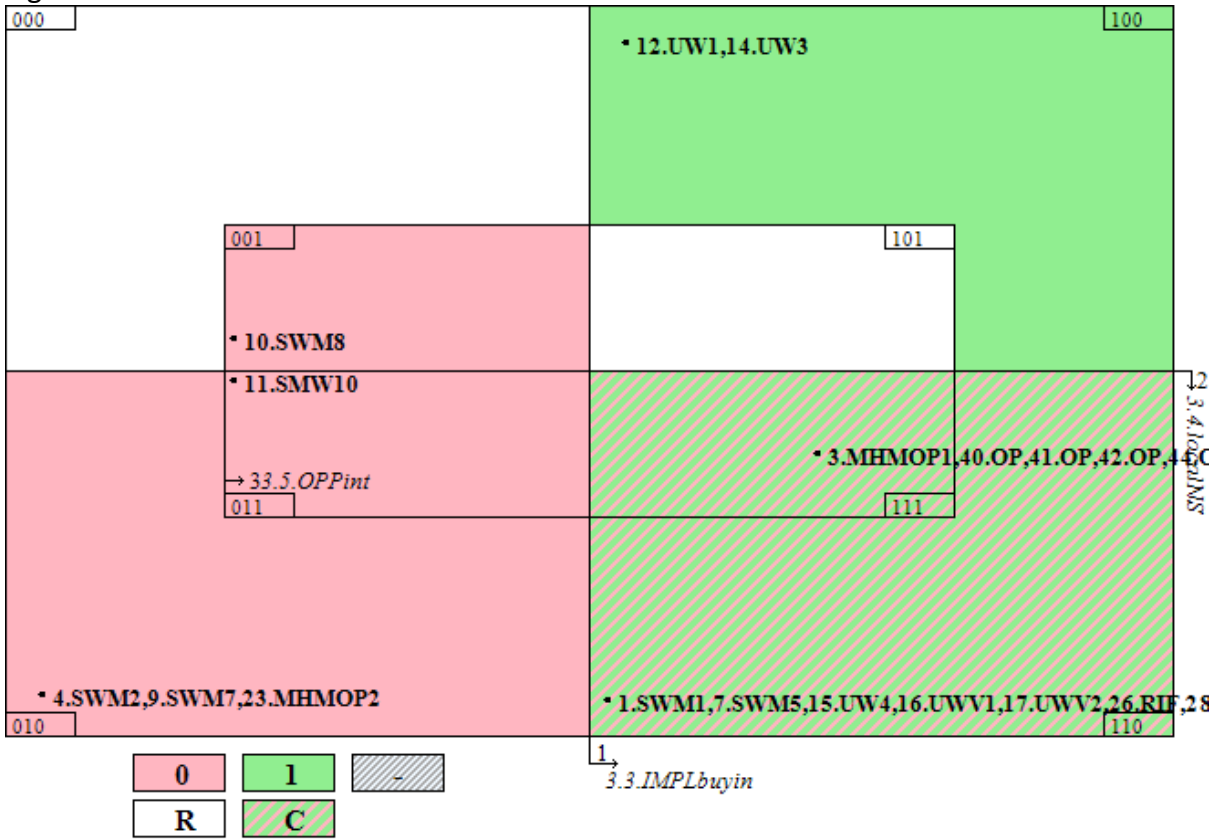 000
100
12.UW1,14.UW3
001
101
10.SWM8
11.SMW10
2
3.4.localNS
3.MHMOP1,40.OP,41.OP,42.OP,44.O
33.5.OPPint
011
111
4.SWM2,9.SWM7,23.MHMOP2
1.SWM1,7.SWM5,15.UW4,16.UWV1,17.UWV2,26.RIF,28
010
110
1
3.3.IMPLbuyin
0
1
-
R
C